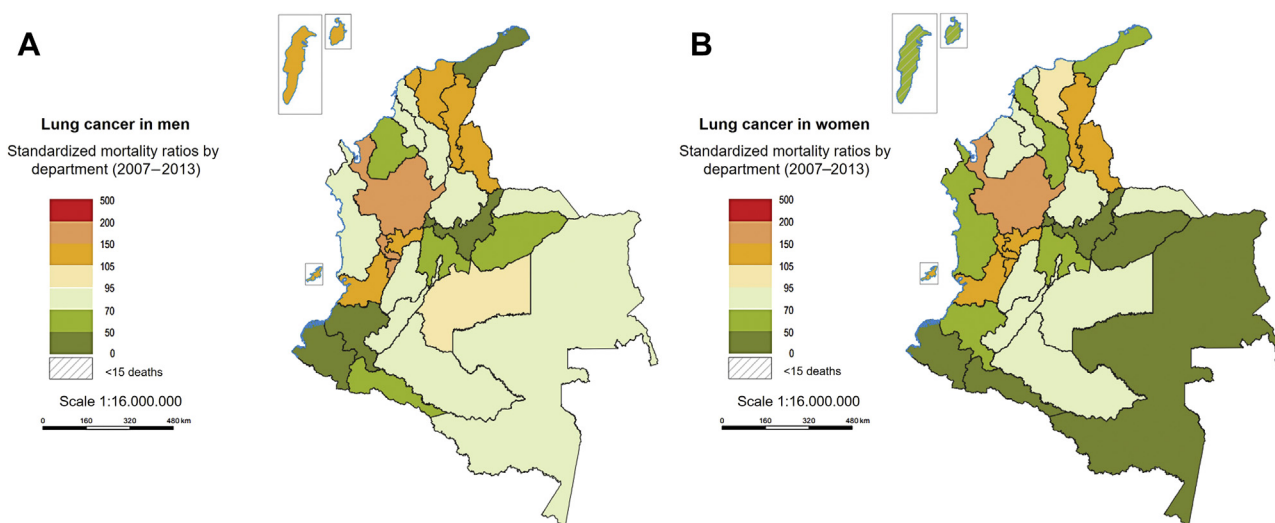 A
Lung cancer in men
Standardized mortality ratios by
department (2007–2013)
500
200
150
105
95
70
50
0
<15 deaths
Scale 1:16.000.000
0 160 320 480 km
B
Lung cancer in women
Standardized mortality ratios by
department (2007–2013)
500
200
150
105
95
70
50
0
<15 deaths
Scale 1:16.000.000
0 160 320 480 km